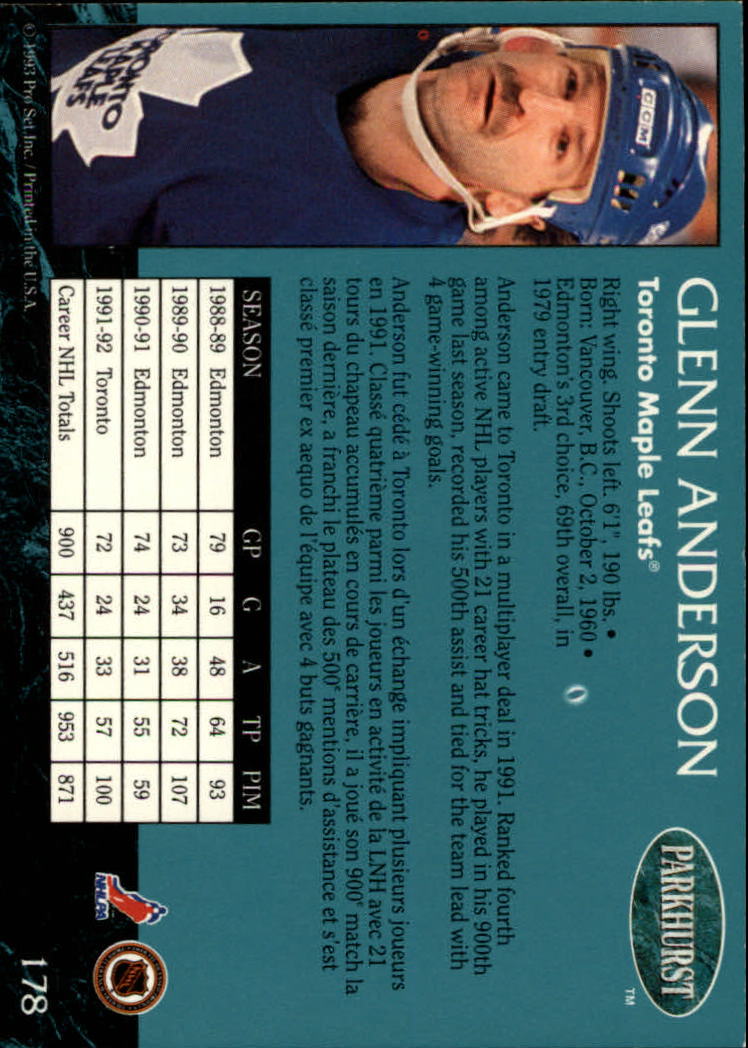 GLENN ANDERSON
Toronto Maple Leafs®
Right wing. Shoots left. 6'1" 190 lbs. •
Born: Vancouver, B.C., October 2, 1960 •
Edmonton's 3rd choice, 69th overall, in
1979 entry draft.
PARKHURST
TM
Anderson came to Toronto in a multiplayer deal in 1991. Ranked fourth
among active NHL players with 21 career hat tricks, he played in his 900th
game last season, recorded his 500th assist and tied for the team lead with
4 game-winning goals.
Anderson fut cédé à Toronto lors d'un échange impliquant plusieurs joueurs
en 1991. Classé quatrième parmi les joueurs en activité de la LNH avec 21
tours du chapeau accumulés en cours de carrière, il a joué son 900e match la
saison dernière, a franchi le plateau des 500e mentions d'assistance et s'est
classé premier ex aequo de l'équipe avec 4 buts gagnants.
SEASON GP G A TP PIM
1988-89 Edmonton 79 16 48 64 93
1989-90 Edmonton 73 34 38 72 107
1990-91 Edmonton 74 24 31 55 59
1991-92 Toronto 72 24 33 57 100
Career NHL Totals 900 437 516 953 871
CCM
TORONTO
MAPLE
LEAFS
NHLPA
NHL
178
© 1993 Pro Set, Inc. / Printed in the U.S.A.